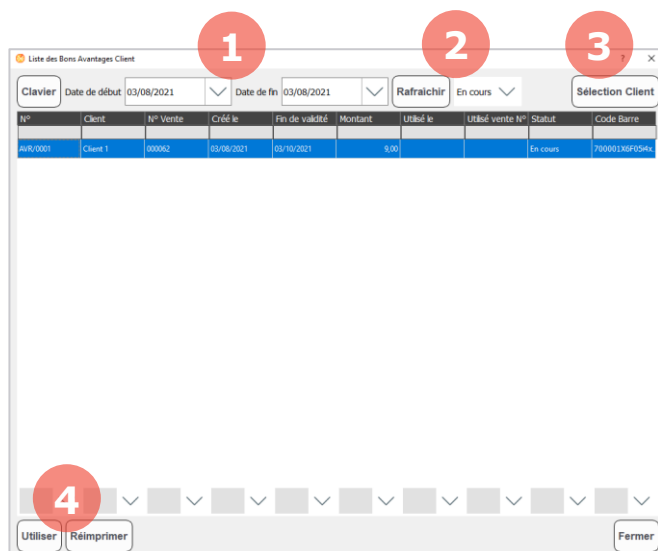 1
2
3
Liste des Bons Avantages Client ? X
Clavier Date de début 03/08/2021 Date de fin 03/08/2021 Rafraichir En cours Sélection Client
N° Client N° Vente Créé le Fin de validité Montant Utilisé le Utilisé vente N° Statut Code Barre
AVR/0001 Client 1 000062 03/08/2021 03/10/2021 9,00 En cours
4
Utiliser Réimprimer Fermer